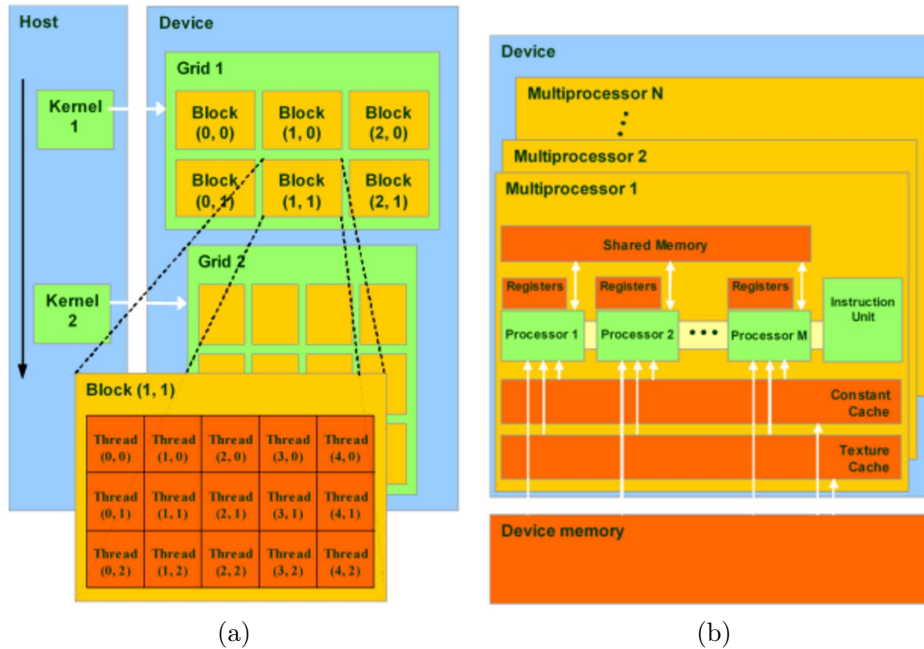 Host
Device
Grid 1
Kernel
1
Block
(0, 0)
Block
(1, 0)
Block
(2, 0)
Block
(0, 1)
Block
(1, 1)
Block
(2, 1)
Grid 2
Kernel
2
Block (1, 1)
Thread
(0, 0)
Thread
(1, 0)
Thread
(2, 0)
Thread
(3, 0)
Thread
(4, 0)
Thread
(0, 1)
Thread
(1, 1)
Thread
(2, 1)
Thread
(3, 1)
Thread
(4, 1)
Thread
(0, 2)
Thread
(1, 2)
Thread
(2, 2)
Thread
(3, 2)
Thread
(4, 2)
(a)
Device
Multiprocessor N
Multiprocessor 2
Multiprocessor 1
Shared Memory
Registers
Registers
Registers
Processor 1
Processor 2
Processor M
Instruction
Unit
Constant
Cache
Texture
Cache
Device memory
(b)